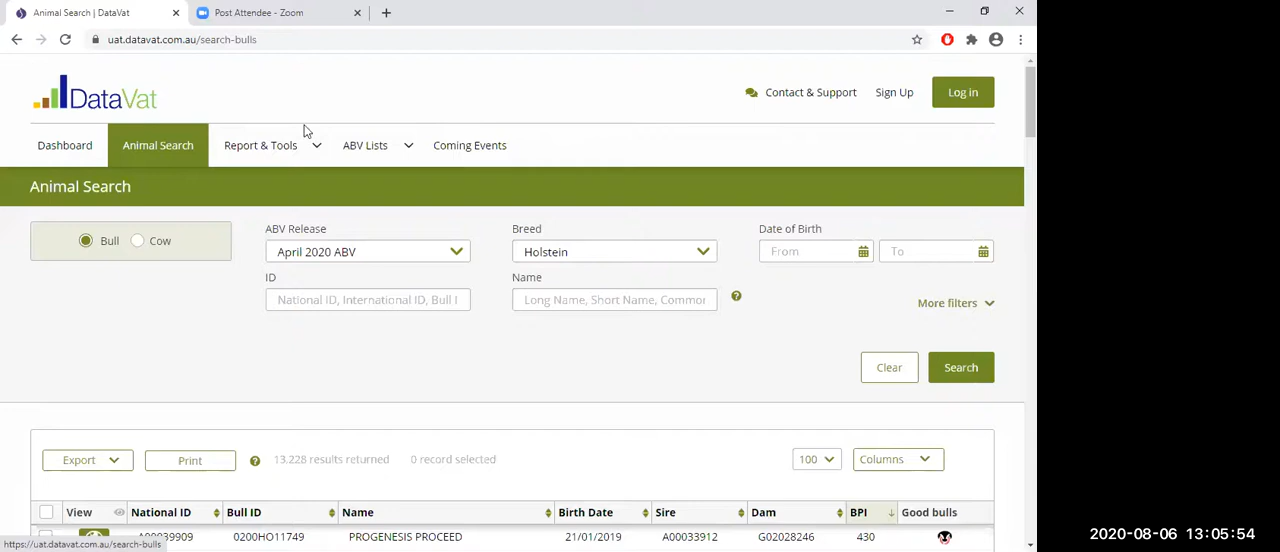 Animal Search | DataVat
Post Attendee - Zoom
uat.datavat.com.au/search-bulls
DataVat
Contact & Support
Sign Up
Log in
Dashboard
Animal Search
Report & Tools
ABV Lists
Coming Events
Animal Search
Bull
Cow
ABV Release
April 2020 ABV
Breed
Holstein
Date of Birth
From
To
ID
National ID, International ID, Bull I
Name
Long Name, Short Name, Common
More filters
Clear
Search
Export
Print
13,228 results returned
0 record selected
100
Columns
View National ID Bull ID Name Birth Date Sire Dam BPI Good bulls
A00039909 0200HO11749 PROGENESIS PROCEED 21/01/2019 A00033912 G02028246 430
https://uat.datavat.com.au/search-bulls
2020-08-06 13:05:54